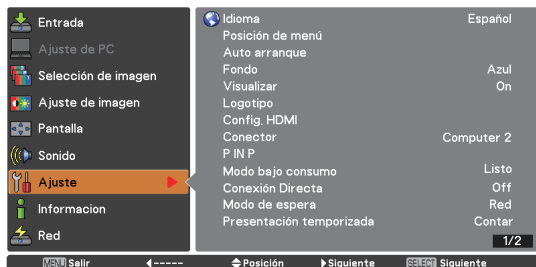 Entrada
Ajuste de PC
Selección de imagen
Ajuste de imagen
Pantalla
Sonido
Ajuste
Informacion
Red
Idioma Español
Posición de menú
Auto arranque
Fondo Azul
Visualizar On
Logotipo
Config. HDMI
Conector Computer 2
P IN P
Modo bajo consumo Listo
Conexión Directa Off
Modo de espera Red
Presentación temporizada Contar
1/2
MENU Salir ----- Posición Siguiente SELECT Siguiente